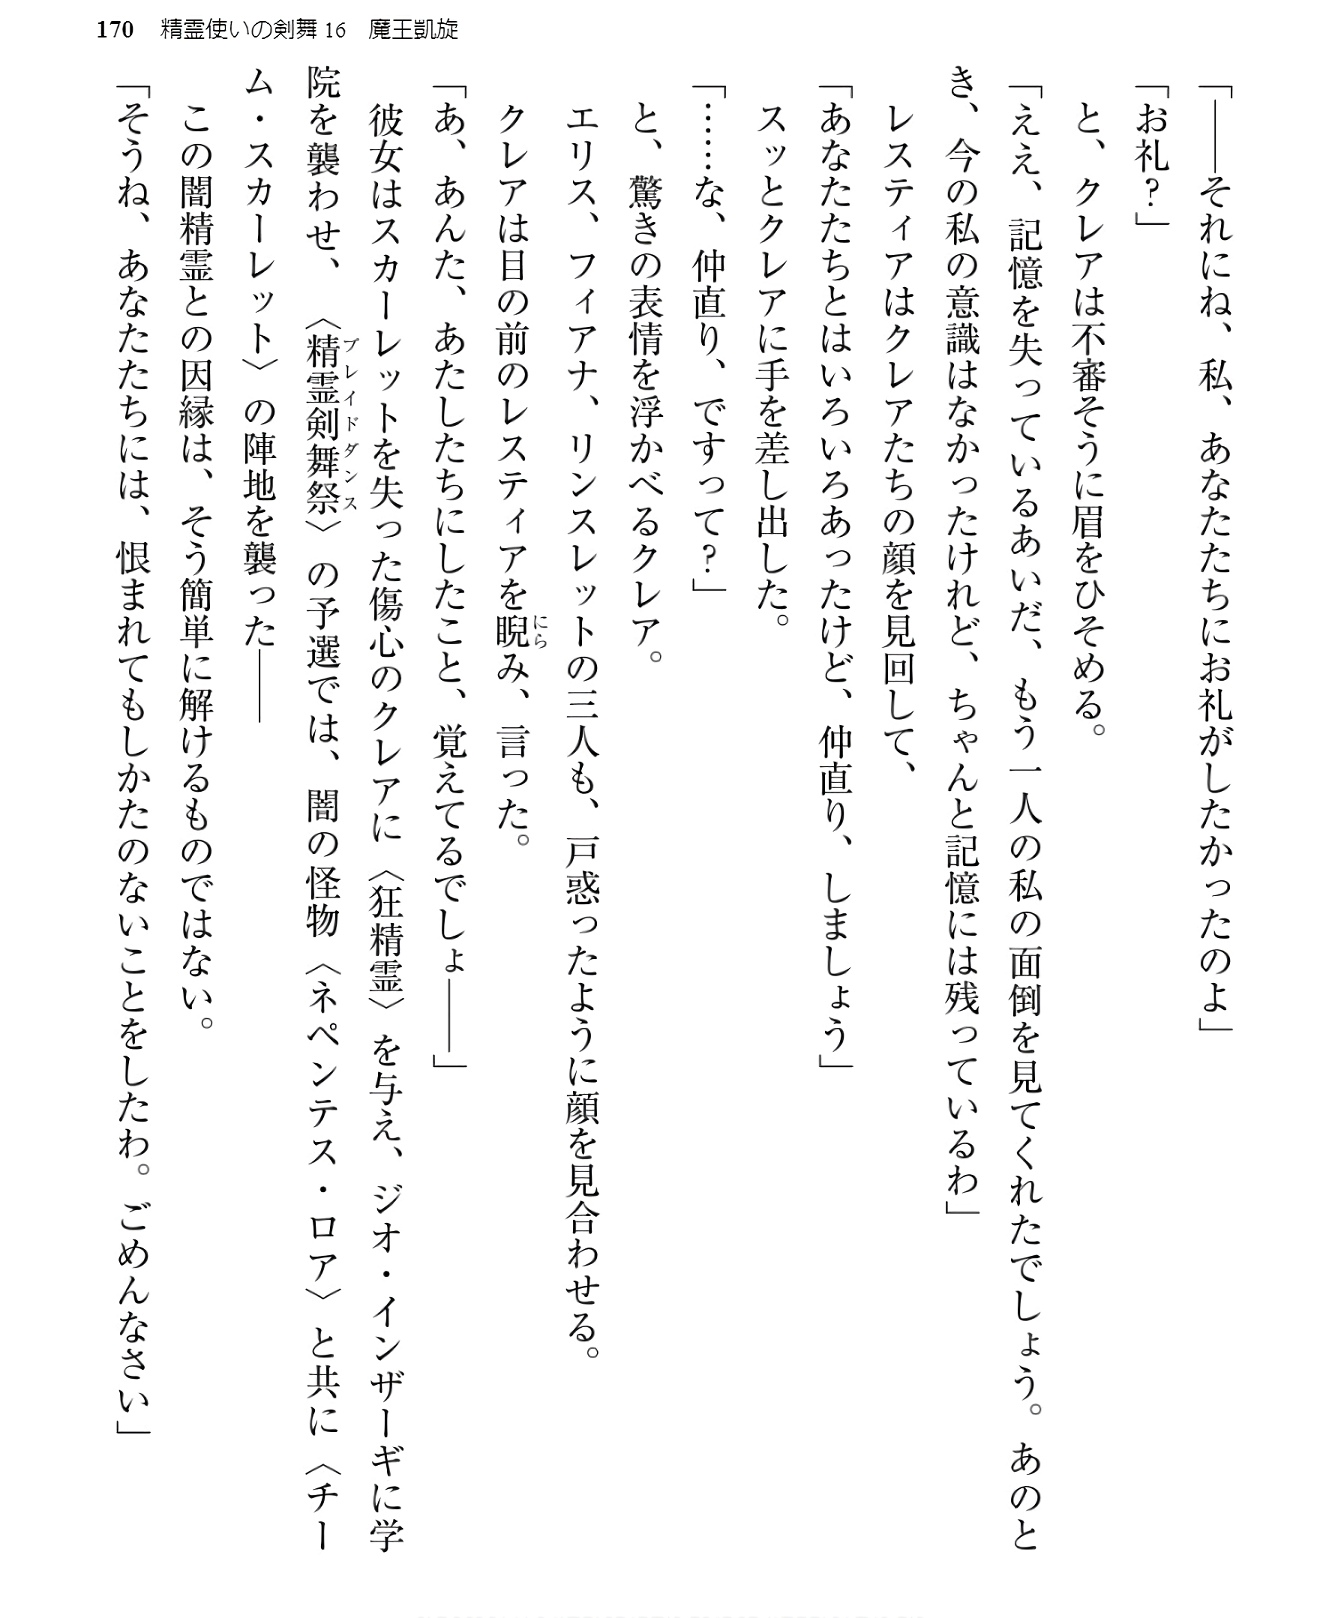 170 精霊使いの剣舞16 魔王凱旋
「――それにね、私、あなたたちにお礼がしたかったのよ」
「お礼?」
と、クレアは不審そうに眉をひそめる。
「ええ、記憶を失っているあいだ、もう一人の私の面倒を見てくれたでしょう。あのと
き、今の私の意識はなかったけれど、ちゃんと記憶には残っているわ」
レスティアはクレアたちの顔を見回して、
「あなたたちとはいろいろあったけど、仲直り、しましょう」
スッとクレアに手を差し出した。
「……な、仲直り、ですって?」
と、驚きの表情を浮かべるクレア。
エリス、フィアナ、リンスレットの三人も、戸惑ったように顔を見合わせる。
クレアは目の前のレスティアを睨にらみ、言った。
「あ、あんた、あたしたちにしたこと、覚えてるでしょ――」
彼女はスカーレットを失った傷心のクレアに〈狂精霊〉を与え、ジオ・インザーギに学
院を襲わせ、〈精霊剣舞祭ブレイドダンス〉の予選では、闇の怪物〈ネペンテス・ロア〉と共に〈チー
ム・スカーレット〉の陣地を襲った――
この闇精霊との因縁は、そう簡単に解けるものではない。
「そうね、あなたたちには、恨まれてもしかたのないことをしたわ。ごめんなさい」